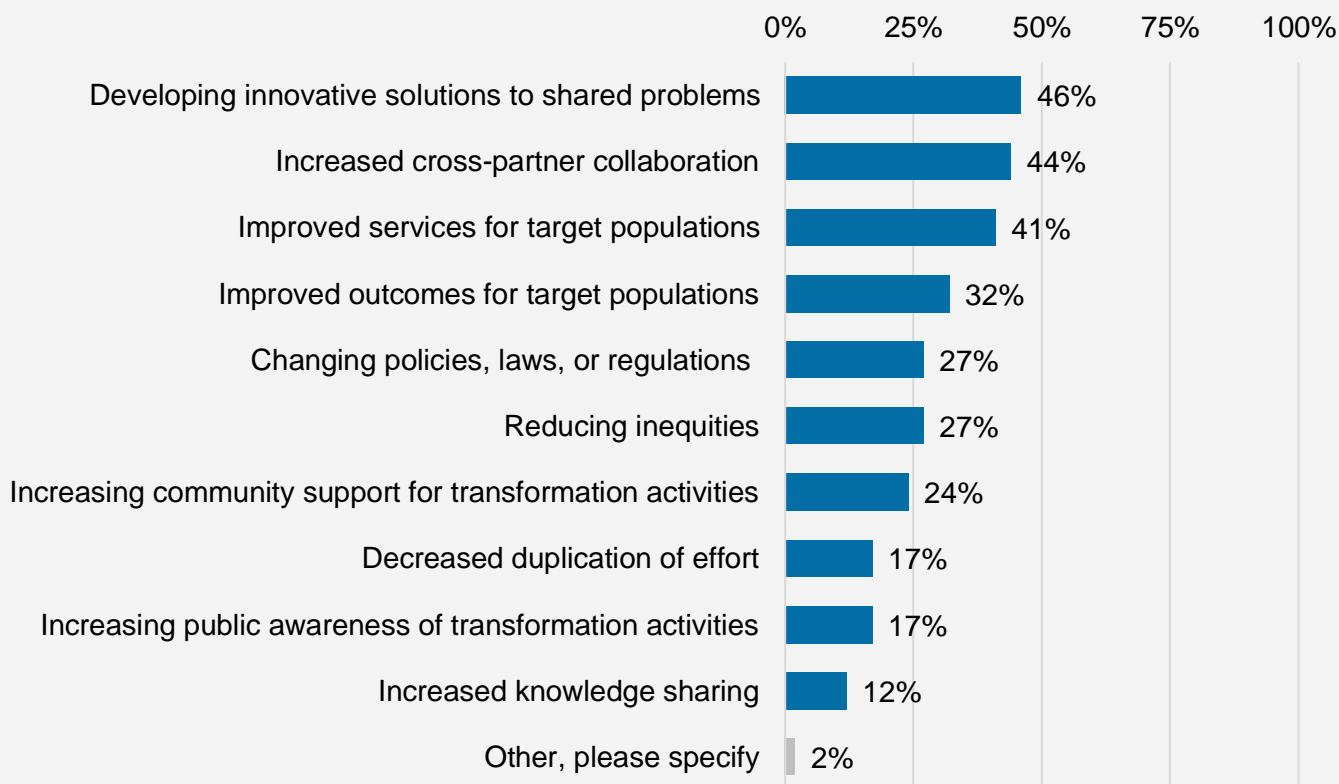 0% 25% 50% 75% 100%
Developing innovative solutions to shared problems 46%
Increased cross-partner collaboration 44%
Improved services for target populations 41%
Improved outcomes for target populations 32%
Changing policies, laws, or regulations 27%
Reducing inequities 27%
Increasing community support for transformation activities 24%
Decreased duplication of effort 17%
Increasing public awareness of transformation activities 17%
Increased knowledge sharing 12%
Other, please specify 2%